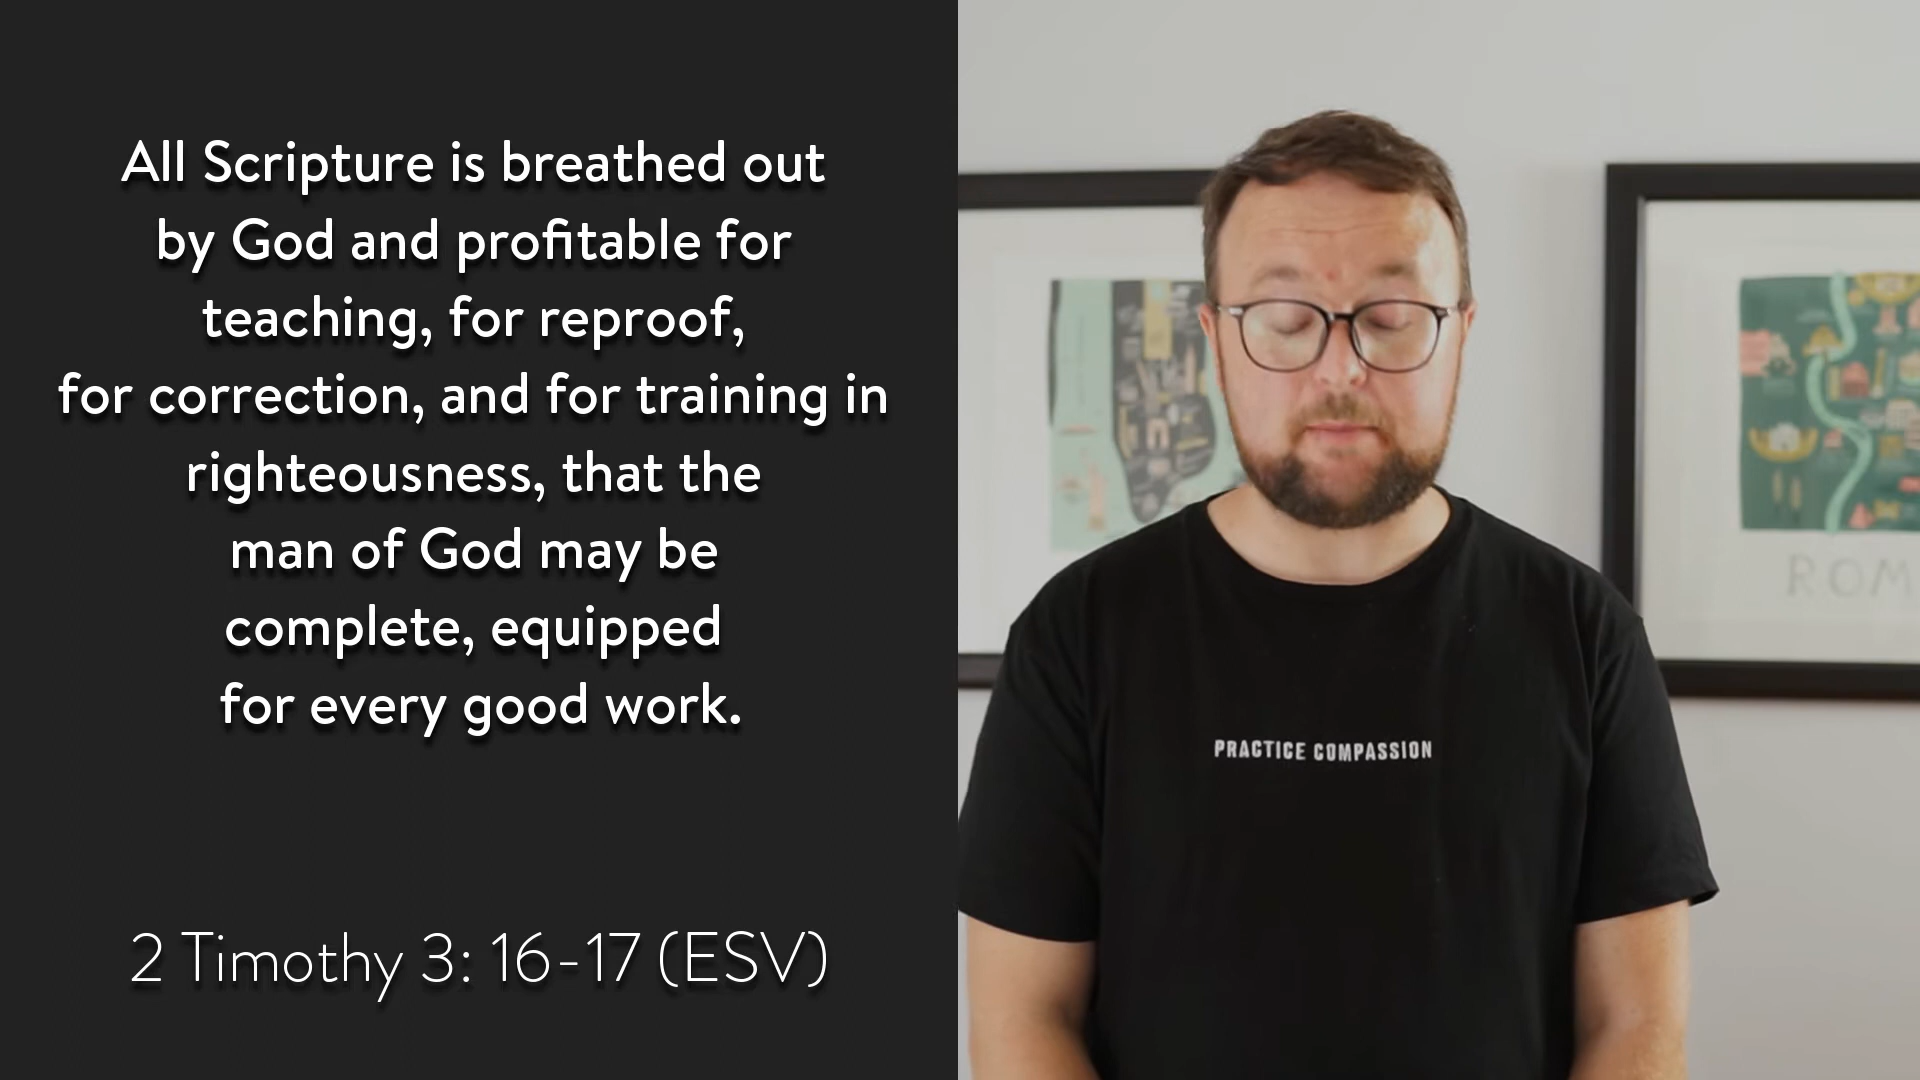 All Scripture is breathed out
by God and profitable for
teaching, for reproof,
for correction, and for training in
righteousness, that the
man of God may be
complete, equipped
for every good work.
2 Timothy 3: 16-17 (ESV)
PRACTICE COMPASSION
ROM